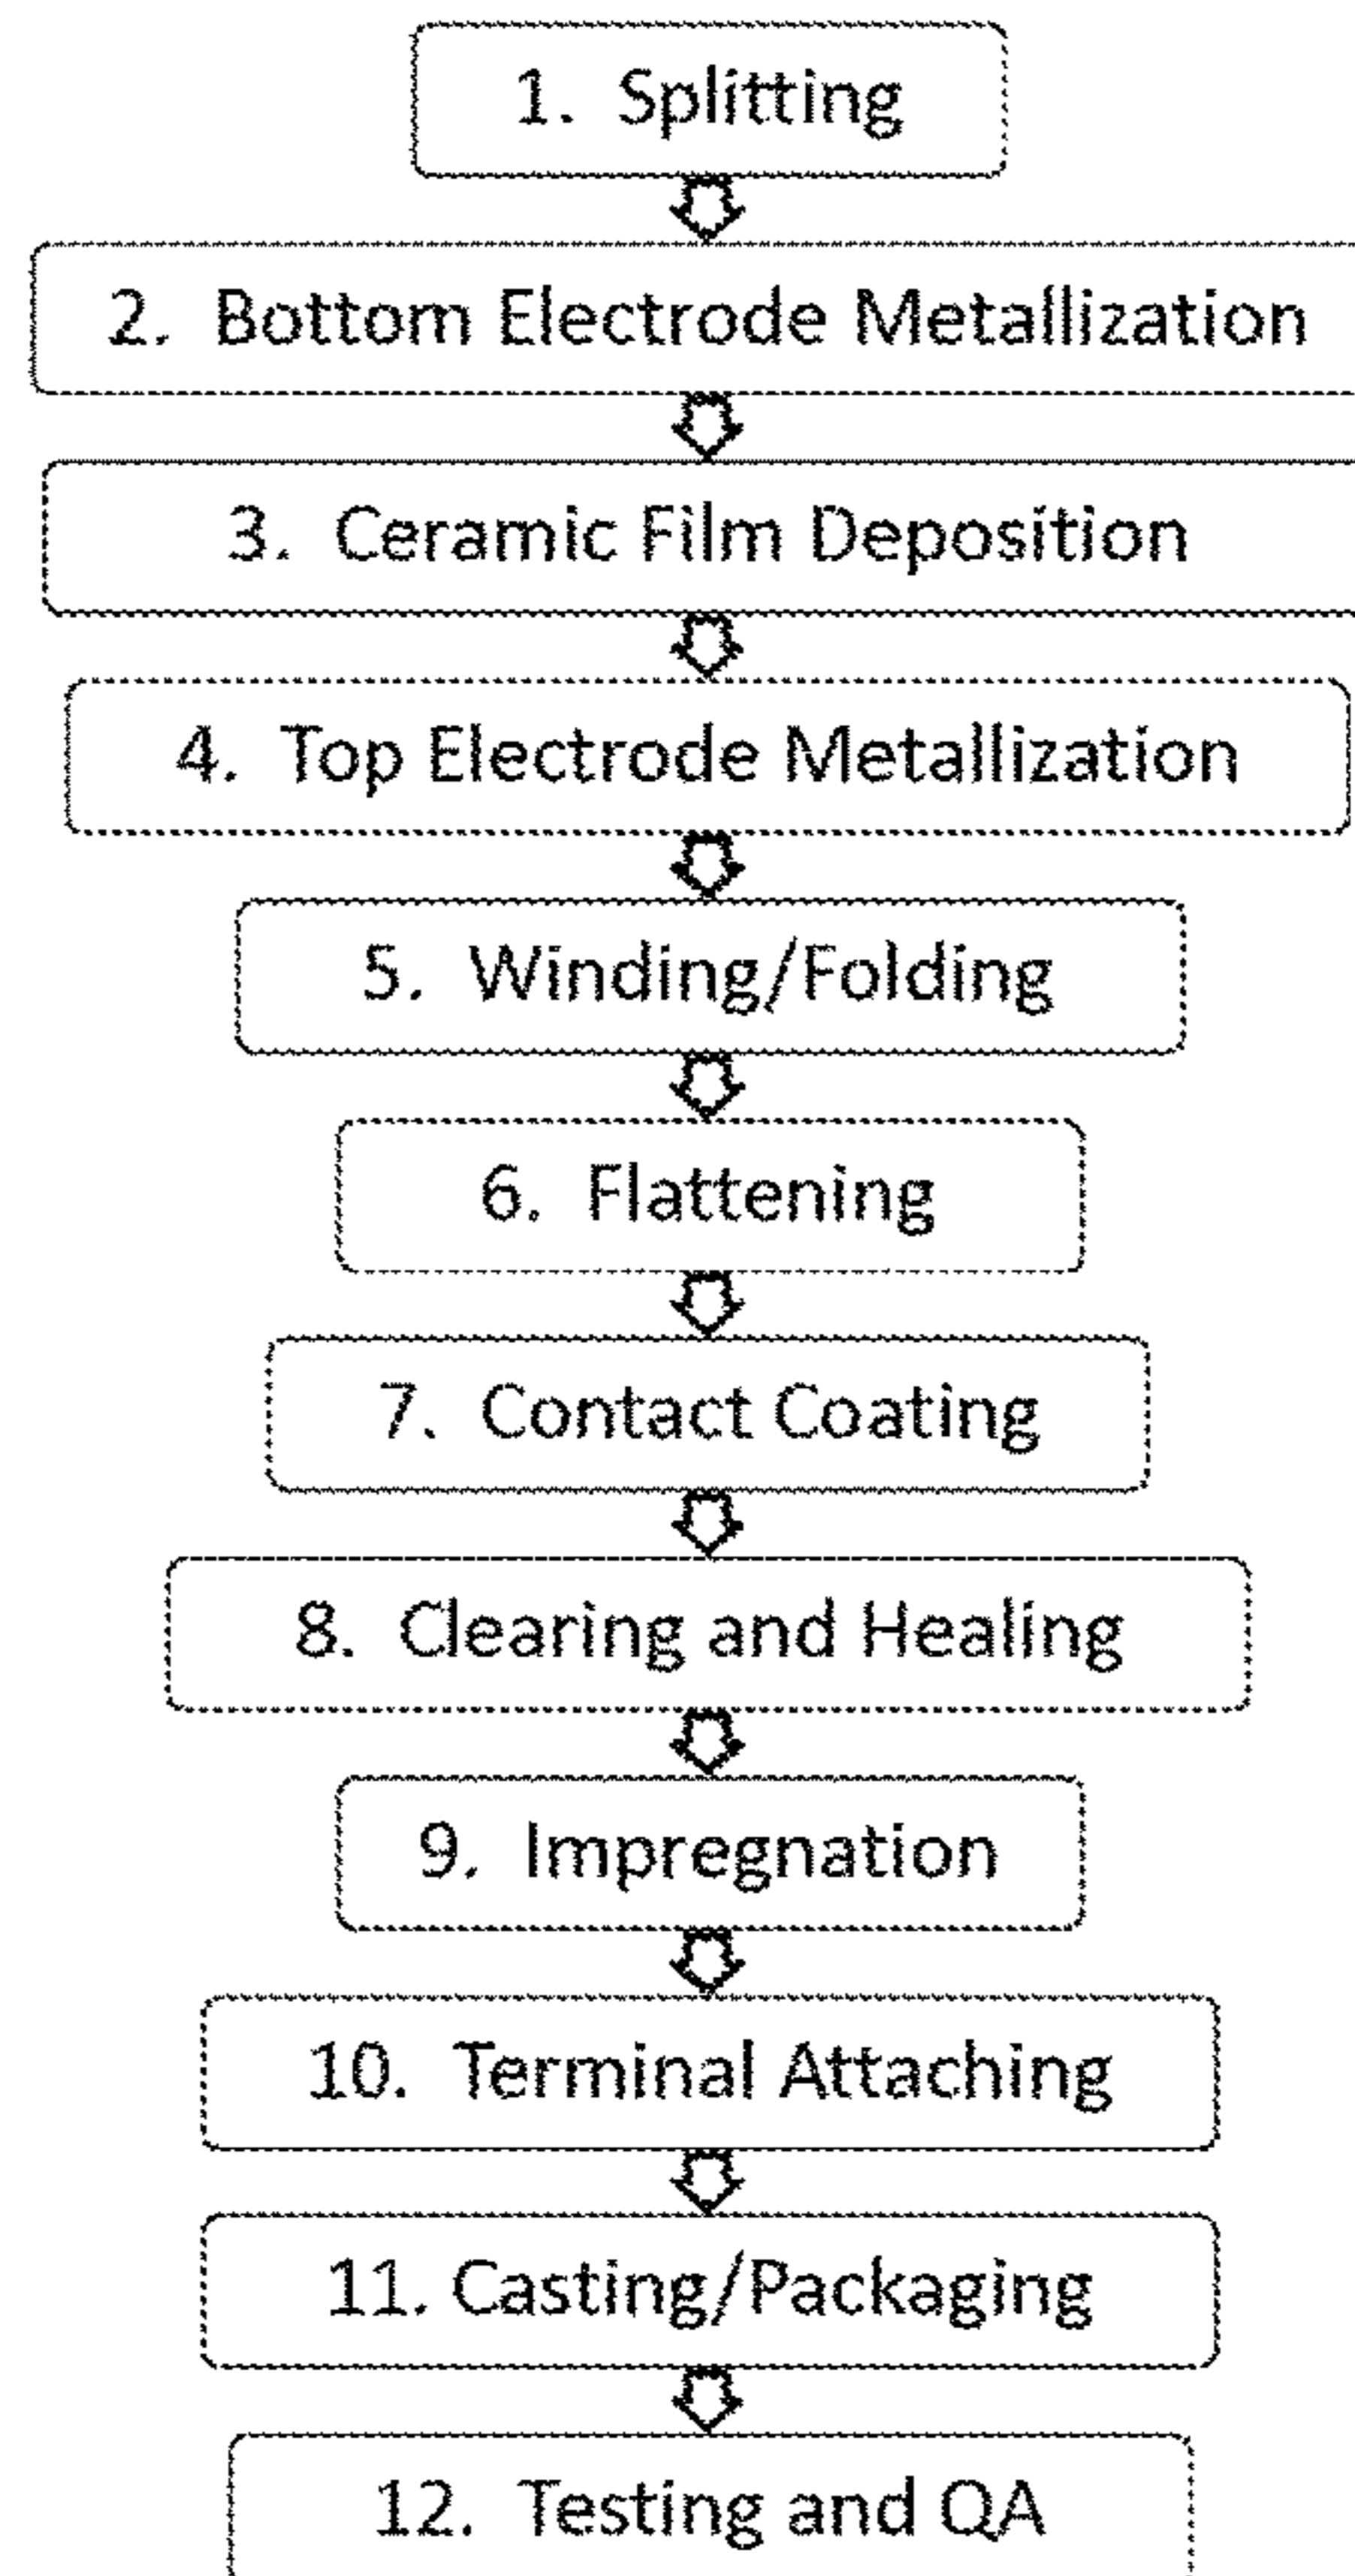 1. Splitting
2. Bottom Electrode Metallization
3. Ceramic Film Deposition
4. Top Electrode Metallization
5. Winding/Folding
6. Flattening
7. Contact Coating
8. Clearing and Healing
9. Impregnation
10. Terminal Attaching
11. Casting/Packaging
12. Testing and QA